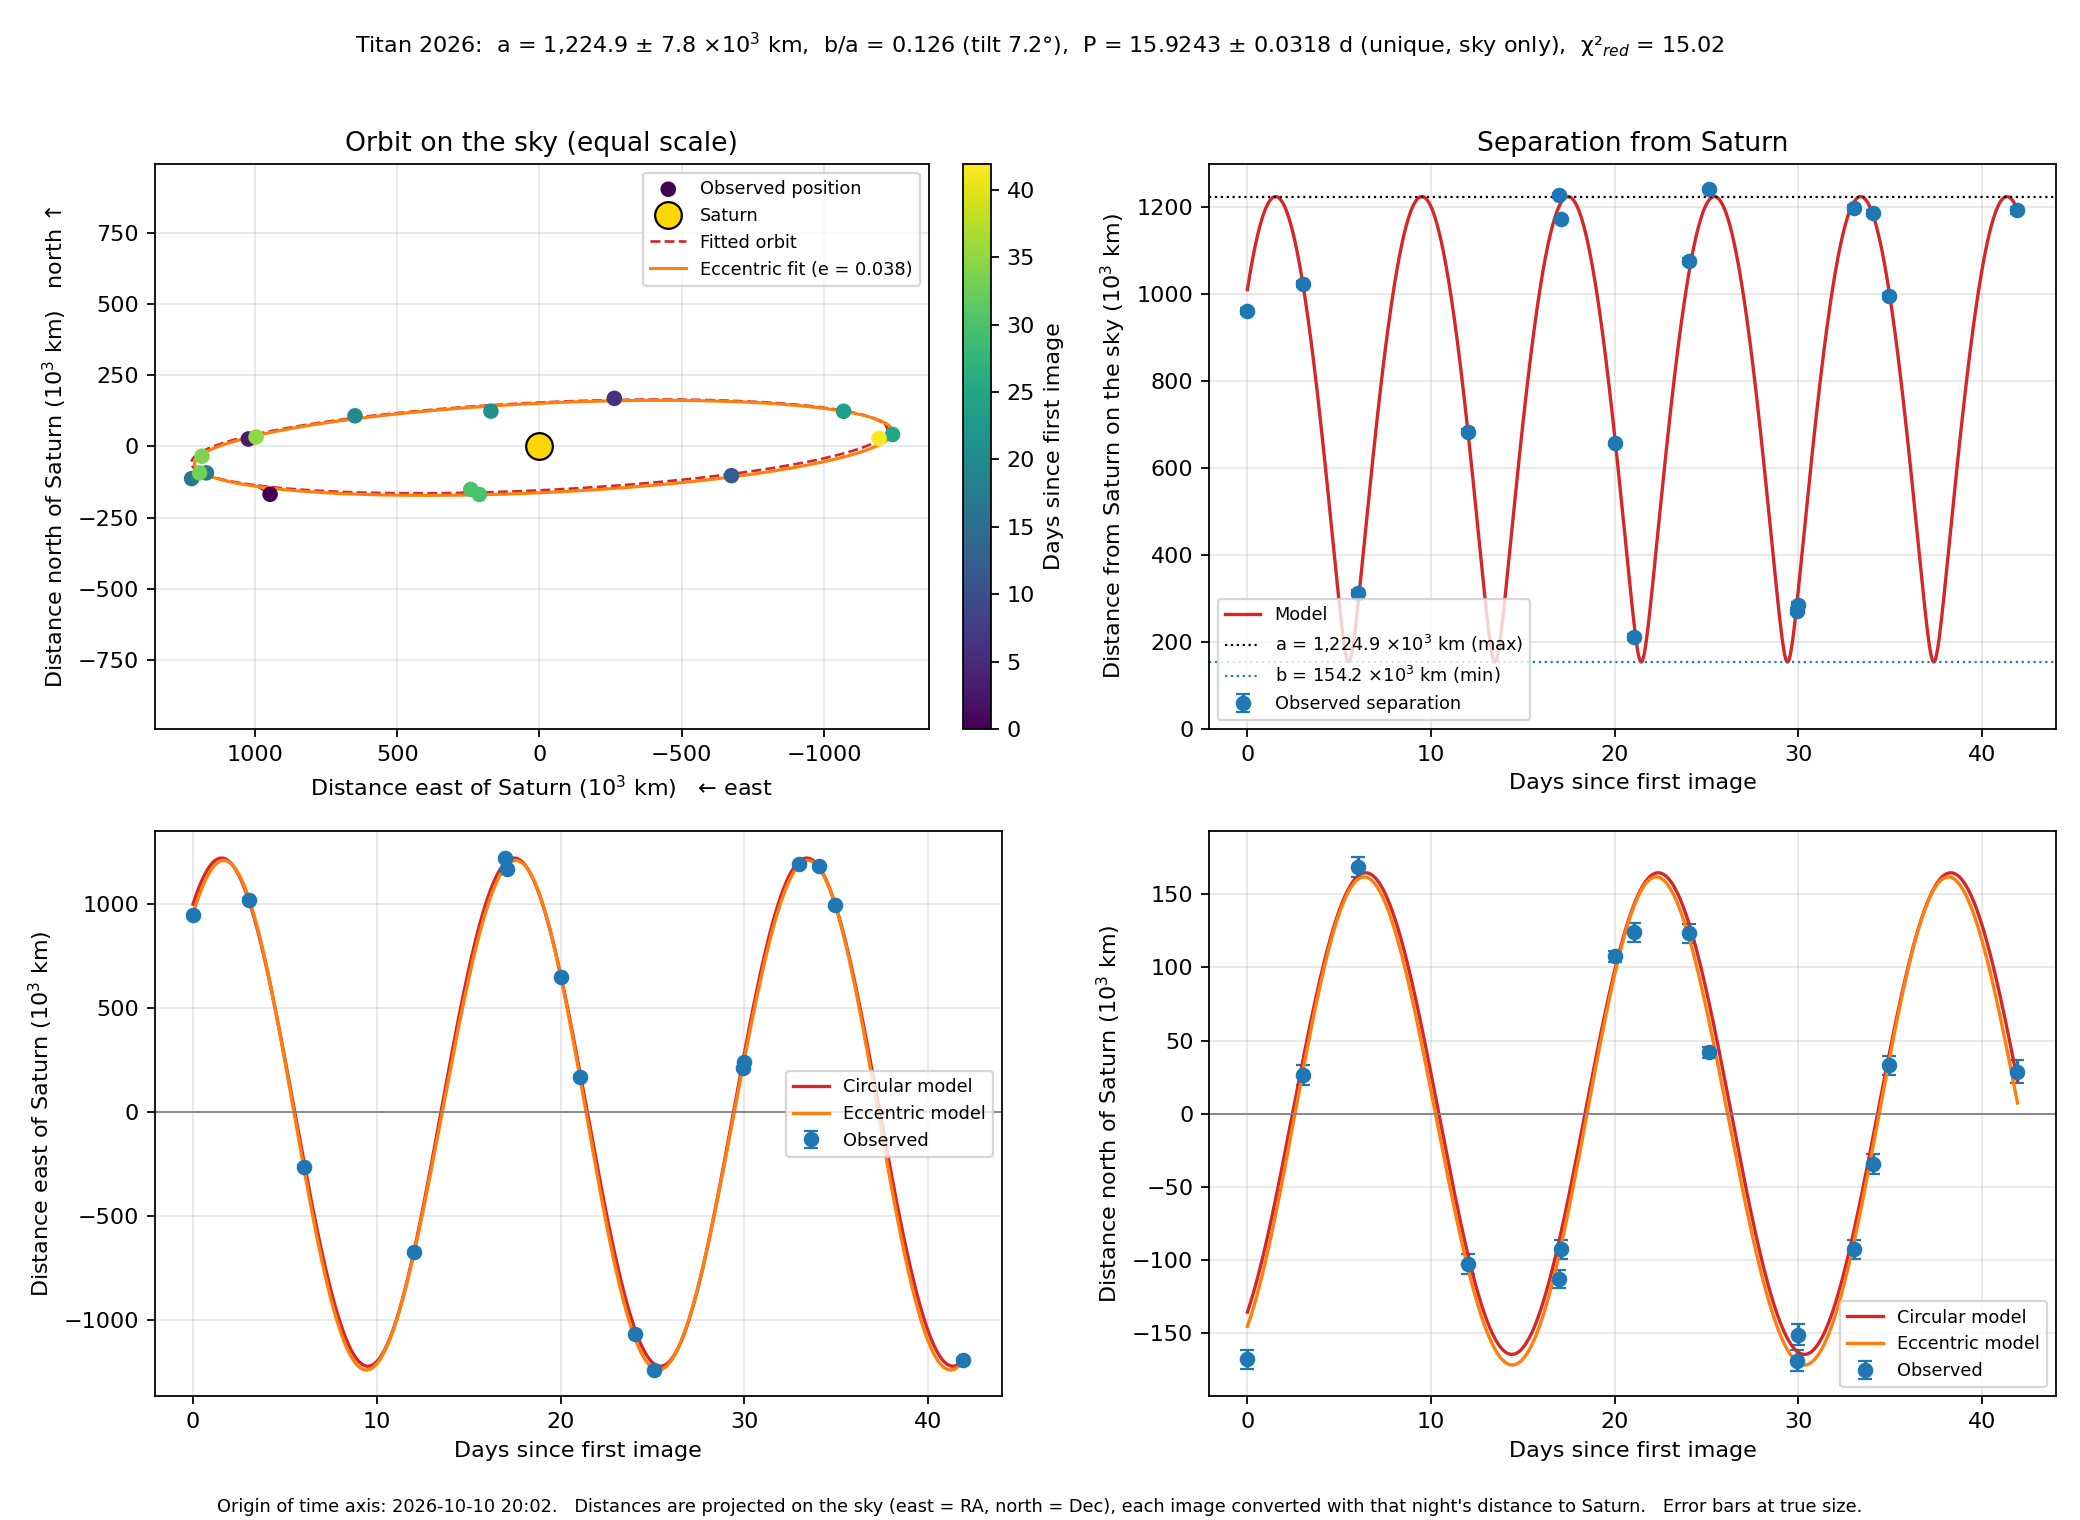 Titan 2026:  a = 1,224.9 ± 7.8 ×10³ km,  b/a = 0.126 (tilt 7.2°),  P = 15.9243 ± 0.0318 d (unique, sky only),  χ²red = 15.02
Orbit on the sky (equal scale)
Distance north of Saturn (10³ km)   north ↑
750
500
250
0
−250
−500
−750
Observed position
Saturn
Fitted orbit
Eccentric fit (e = 0.038)
1000
500
0
−500
−1000
Distance east of Saturn (10³ km)   ← east
40
35
30
25
20
15
10
5
0
Days since first image
Separation from Saturn
Distance from Saturn on the sky (10³ km)
1200
1000
800
600
400
200
0
Model
a = 1,224.9 ×10³ km (max)
b = 154.2 ×10³ km (min)
Observed separation
0
10
20
30
40
Days since first image
Distance east of Saturn (10³ km)
1000
500
0
−500
−1000
Circular model
Eccentric model
Observed
0
10
20
30
40
Days since first image
Distance north of Saturn (10³ km)
150
100
50
0
−50
−100
−150
Circular model
Eccentric model
Observed
0
10
20
30
40
Days since first image
Origin of time axis: 2026-10-10 20:02.   Distances are projected on the sky (east = RA, north = Dec), each image converted with that night's distance to Saturn.   Error bars at true size.